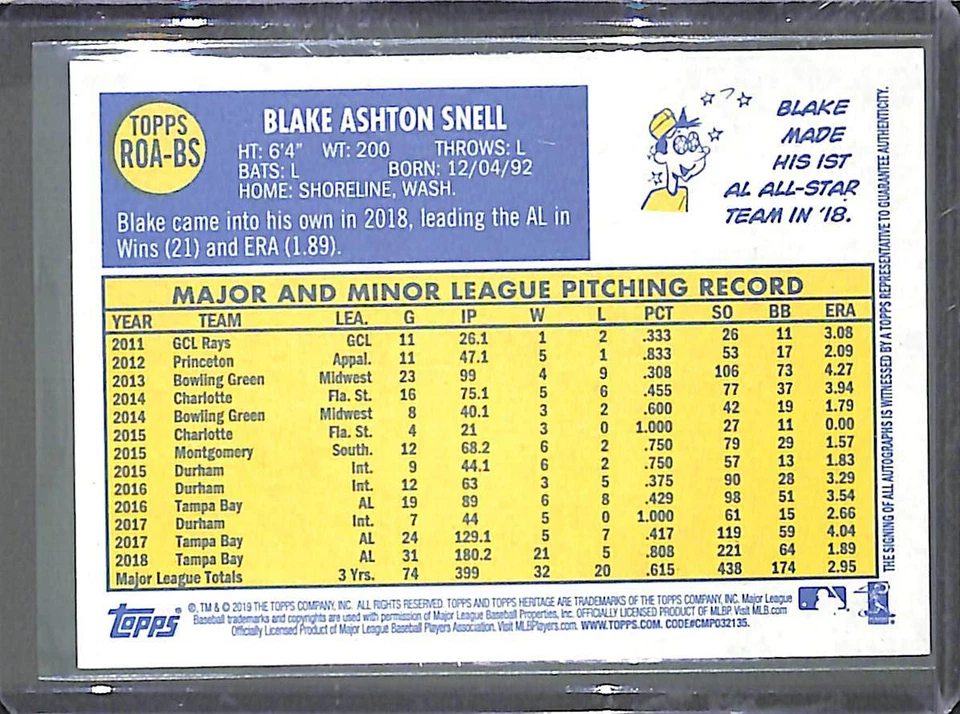 TOPPS
ROA-BS
BLAKE ASHTON SNELL
HT: 6'4" WT: 200 THROWS: L
BATS: L BORN: 12/04/92
HOME: SHORELINE, WASH.
Blake came into his own in 2018, leading the AL in
Wins (21) and ERA (1.89).
BLAKE
MADE
HIS 1ST
AL ALL-STAR
TEAM IN '18.
MAJOR AND MINOR LEAGUE PITCHING RECORD
YEAR TEAM LEA. G IP W L PCT SO BB ERA
2011 GCL Rays GCL 11 26.1 1 2 .333 26 11 3.08
2012 Princeton Appal. 11 47.1 5 1 .833 53 17 2.09
2013 Bowling Green Midwest 23 99 4 9 .308 106 73 4.27
2014 Charlotte Fla. St. 16 75.1 5 6 .455 77 37 3.94
2014 Bowling Green Midwest 8 40.1 3 2 .600 42 19 1.79
2015 Charlotte Fla. St. 4 21 3 0 1.000 27 11 0.00
2015 Montgomery South. 12 68.2 6 2 .750 79 29 1.57
2015 Durham Int. 9 44.1 6 2 .750 57 13 1.83
2016 Durham Int. 12 63 3 5 .375 90 28 3.29
2016 Tampa Bay AL 19 89 6 8 .429 98 51 3.54
2017 Durham Int. 7 44 5 0 1.000 61 15 2.66
2017 Tampa Bay AL 24 129.1 5 7 .417 119 59 4.04
2018 Tampa Bay AL 31 180.2 21 5 .808 221 64 1.89
Major League Totals 3 Yrs. 74 399 32 20 .615 438 174 2.95
THE SIGNING OF ALL AUTOGRAPHS IS WITNESSED BY A TOPPS REPRESENTATIVE TO GUARANTEE AUTHENTICITY.
Topps
®, TM & © 2019 THE TOPPS COMPANY, INC. ALL RIGHTS RESERVED. TOPPS AND TOPPS HERITAGE ARE TRADEMARKS OF THE TOPPS COMPANY, INC. Major League
Baseball trademarks and copyrights are used with permission of Major League Baseball Properties, Inc. OFFICIALLY LICENSED PRODUCT OF MLBP. Visit MLB.com
Officially Licensed Product of Major League Baseball Players Association. Visit MLBPlayers.com. WWW.TOPPS.COM. CODE#CMP032135.